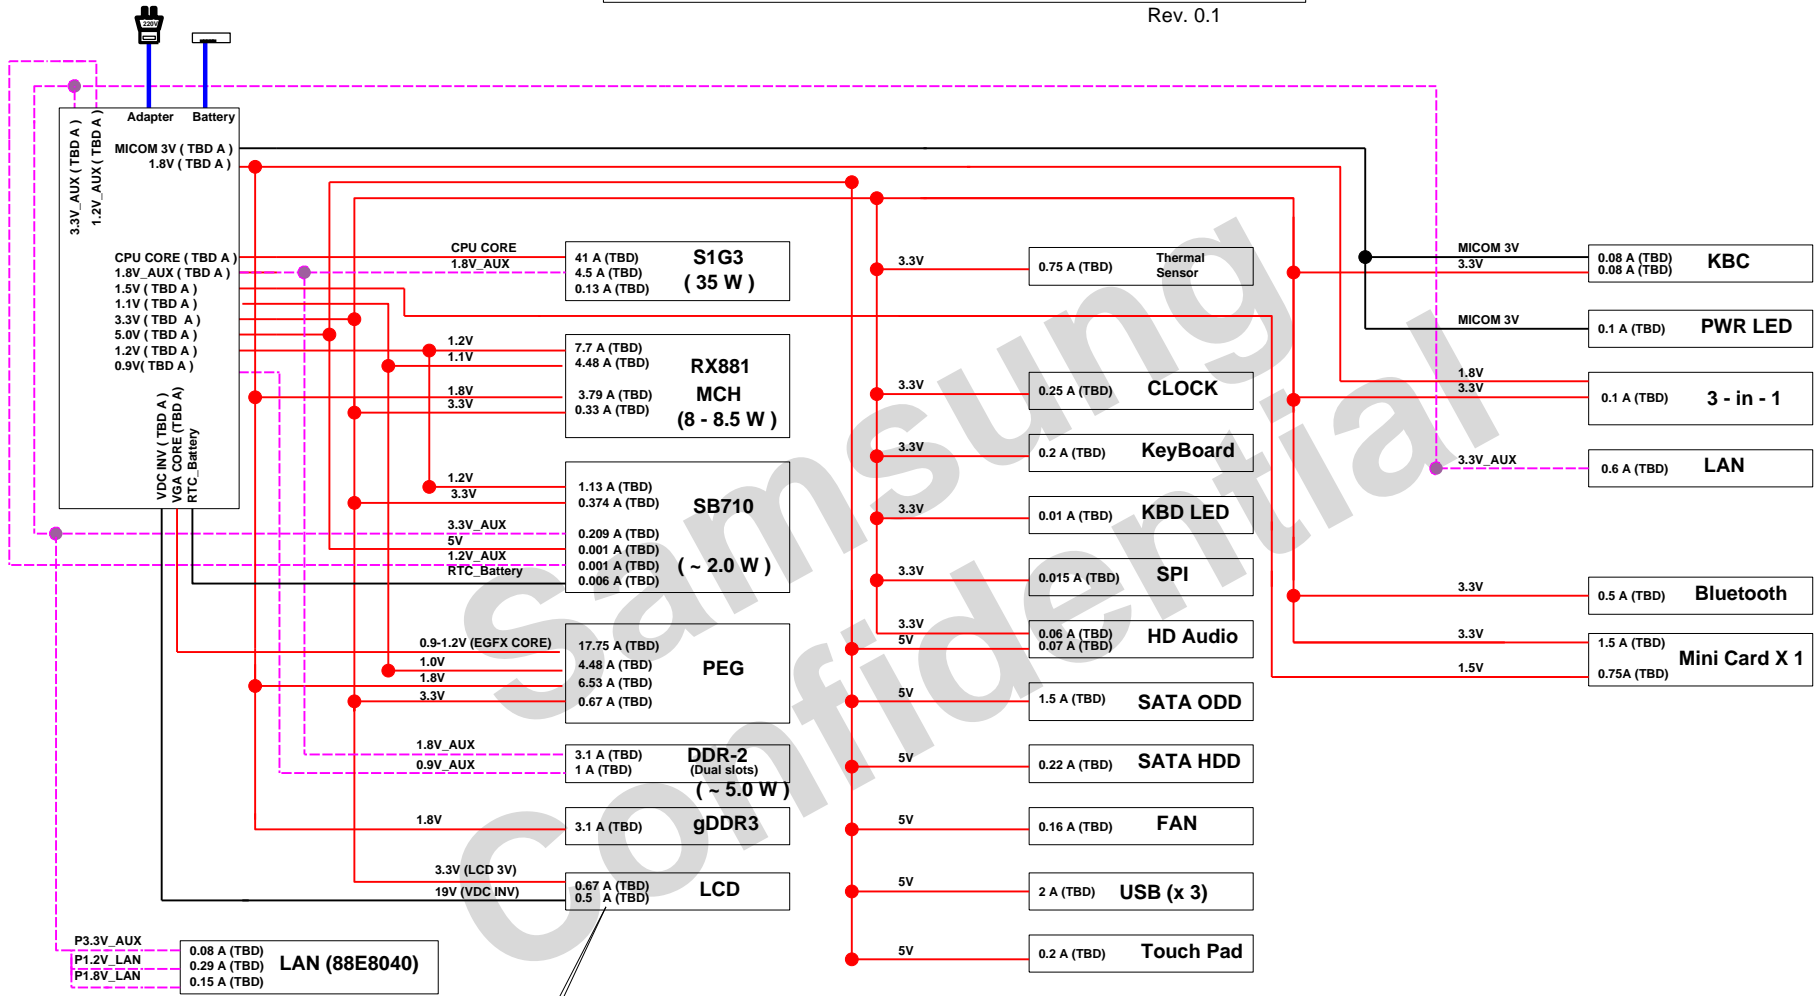 Rev. 0.1
220V
Adapter
Battery
3.3V_AUX ( TBD A )
1.2V_AUX ( TBD A )
MICOM 3V ( TBD A )
1.8V ( TBD A )
CPU CORE ( TBD A )
1.8V_AUX ( TBD A )
1.5V ( TBD A )
1.1V ( TBD A )
3.3V ( TBD A )
5.0V ( TBD A )
1.2V ( TBD A )
0.9V( TBD A )
VDC INV ( TBD A )
VGA CORE (TBD A)
RTC_Battery
CPU CORE
1.8V_AUX
41 A (TBD)
4.5 A (TBD)
0.13 A (TBD)
S1G3
( 35 W )
1.2V
1.1V
1.8V
3.3V
7.7 A (TBD)
4.48 A (TBD)
3.79 A (TBD)
0.33 A (TBD)
RX881
MCH
(8 - 8.5 W )
1.2V
3.3V
3.3V_AUX
5V
1.2V_AUX
RTC_Battery
1.13 A (TBD)
0.374 A (TBD)
0.209 A (TBD)
0.001 A (TBD)
0.001 A (TBD)
0.006 A (TBD)
SB710
( ~ 2.0 W )
0.9-1.2V (EGFX CORE)
1.0V
1.8V
3.3V
17.75 A (TBD)
4.48 A (TBD)
6.53 A (TBD)
0.67 A (TBD)
PEG
1.8V_AUX
0.9V_AUX
3.1 A (TBD)
1 A (TBD)
DDR-2
(Dual slots)
( ~ 5.0 W )
1.8V
3.1 A (TBD)
gDDR3
3.3V (LCD 3V)
19V (VDC INV)
0.67 A (TBD)
0.5 A (TBD)
LCD
P3.3V_AUX
P1.2V_LAN
P1.8V_LAN
0.08 A (TBD)
0.29 A (TBD)
0.15 A (TBD)
LAN (88E8040)
3.3V
0.75 A (TBD)
Thermal
Sensor
3.3V
0.25 A (TBD)
CLOCK
3.3V
0.2 A (TBD)
KeyBoard
3.3V
0.01 A (TBD)
KBD LED
3.3V
0.015 A (TBD)
SPI
3.3V
5V
0.06 A (TBD)
0.07 A (TBD)
HD Audio
5V
1.5 A (TBD)
SATA ODD
5V
0.22 A (TBD)
SATA HDD
5V
0.16 A (TBD)
FAN
5V
2 A (TBD)
USB (x 3)
5V
0.2 A (TBD)
Touch Pad
MICOM 3V
3.3V
0.08 A (TBD)
0.08 A (TBD)
KBC
MICOM 3V
0.1 A (TBD)
PWR LED
1.8V
3.3V
0.1 A (TBD)
3 - in - 1
3.3V_AUX
0.6 A (TBD)
LAN
3.3V
0.5 A (TBD)
Bluetooth
3.3V
1.5V
1.5 A (TBD)
0.75A (TBD)
Mini Card X 1
Samsung
Confidential